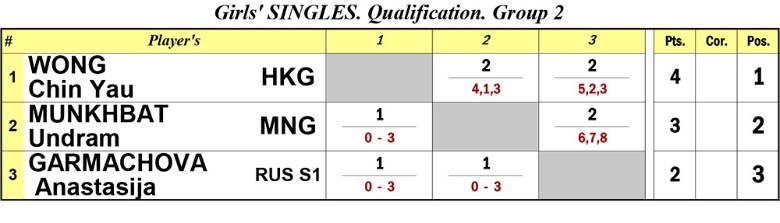 Girls' SINGLES. Qualification. Group 2
# Player's 1 2 3 Pts. Cor. Pos.
1 WONG Chin Yau HKG 2 4,1,3 2 5,2,3 4 1
2 MUNKHBAT Undram MNG 1 0 - 3 2 6,7,8 3 2
3 GARMACHOVA Anastasija RUS S1 1 0 - 3 1 0 - 3 2 3